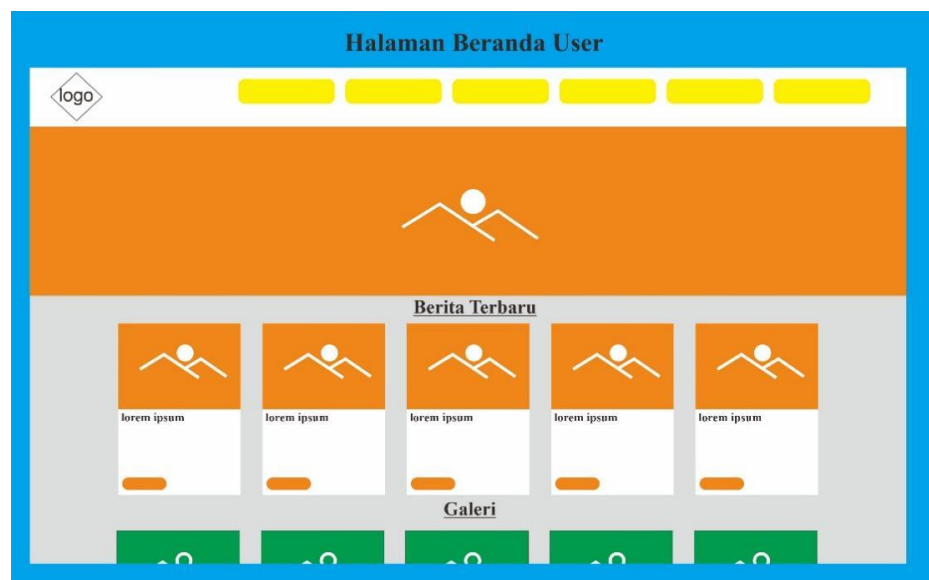 Halaman Beranda User
logo
Berita Terbaru
lorem ipsum
lorem ipsum
lorem ipsum
lorem ipsum
lorem ipsum
Galeri